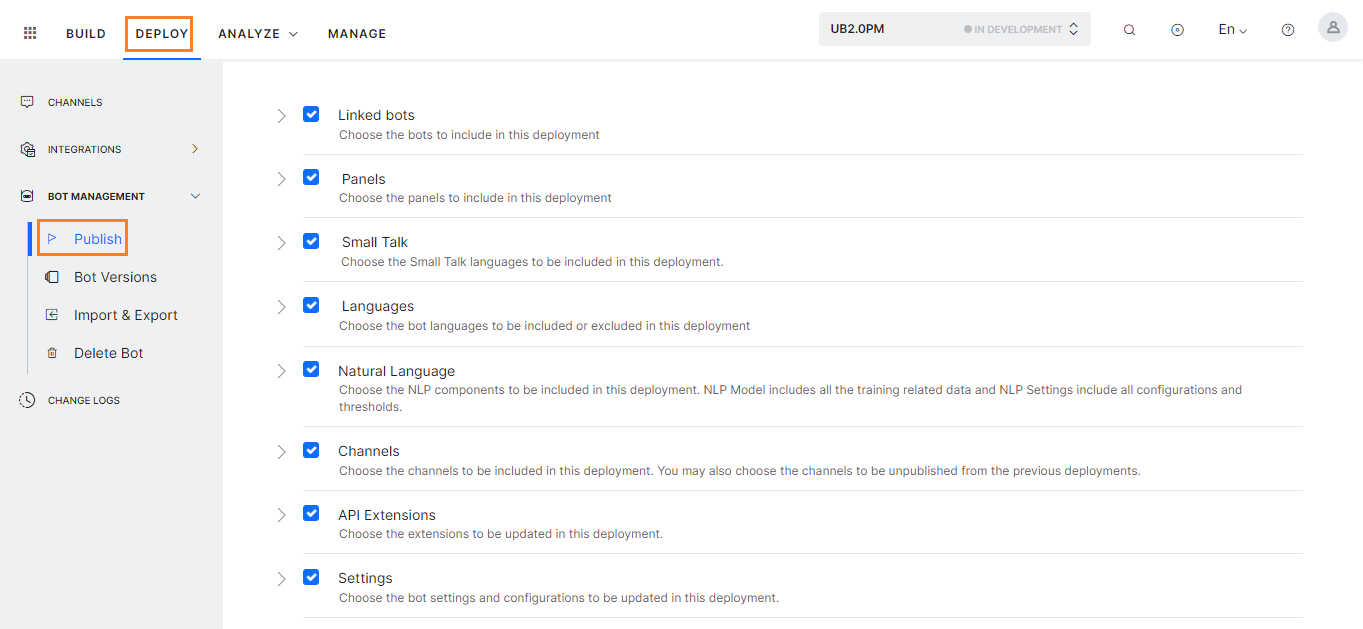 BUILD
DEPLOY
ANALYZE
MANAGE
UB2.0PM
IN DEVELOPMENT
En
CHANNELS
INTEGRATIONS
BOT MANAGEMENT
Publish
Bot Versions
Import & Export
Delete Bot
CHANGE LOGS
Linked bots
Choose the bots to include in this deployment
Panels
Choose the panels to include in this deployment
Small Talk
Choose the Small Talk languages to be included in this deployment.
Languages
Choose the bot languages to be included or excluded in this deployment
Natural Language
Choose the NLP components to be included in this deployment. NLP Model includes all the training related data and NLP Settings include all configurations and
thresholds.
Channels
Choose the channels to be included in this deployment. You may also choose the channels to be unpublished from the previous deployments.
API Extensions
Choose the extensions to be updated in this deployment.
Settings
Choose the bot settings and configurations to be updated in this deployment.